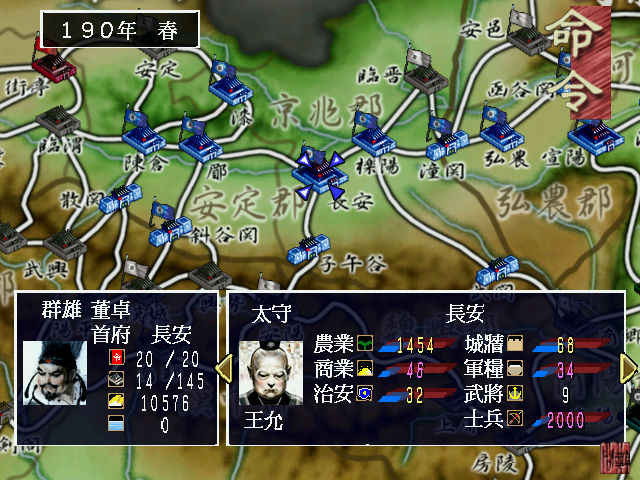 190年 春
命令
安邑
安定
臨晋
函谷関
街亭
漆
京兆郡
河
臨渭
陳倉
郿
櫟陽
潼関
弘農
宣陽
散関
安定郡
長安
弘農郡
斜谷関
武興
子午谷
群雄 董卓
首府 長安
20 /20
14 /145
10576
0
太守
王允
長安
農業 1454
商業 46
治安 32
城牆 68
軍糧 34
武將 9
士兵 2000
房陵